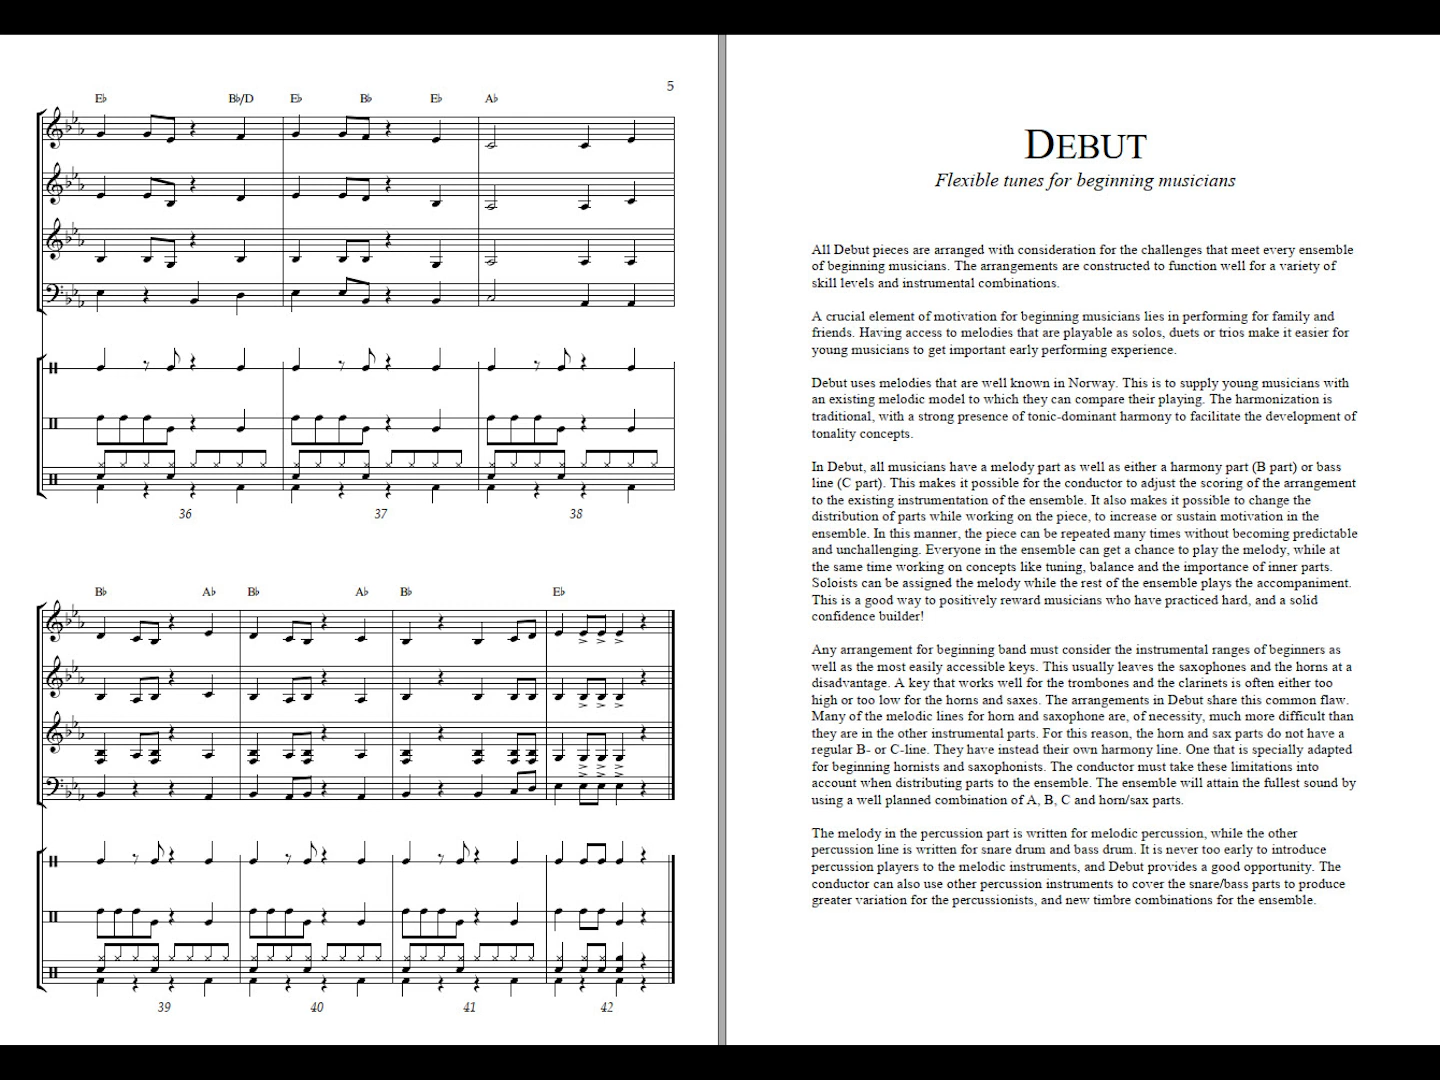 5
E♭ B♭/D E♭ B♭ E♭ A♭
36 37 38
B♭ A♭ B♭ A♭ B♭ E♭
39 40 41 42
DEBUT
Flexible tunes for beginning musicians
All Debut pieces are arranged with consideration for the challenges that meet every ensemble
of beginning musicians. The arrangements are constructed to function well for a variety of
skill levels and instrumental combinations.
A crucial element of motivation for beginning musicians lies in performing for family and
friends. Having access to melodies that are playable as solos, duets or trios make it easier for
young musicians to get important early performing experience.
Debut uses melodies that are well known in Norway. This is to supply young musicians with
an existing melodic model to which they can compare their playing. The harmonization is
traditional, with a strong presence of tonic-dominant harmony to facilitate the development of
tonality concepts.
In Debut, all musicians have a melody part as well as either a harmony part (B part) or bass
line (C part). This makes it possible for the conductor to adjust the scoring of the arrangement
to the existing instrumentation of the ensemble. It also makes it possible to change the
distribution of parts while working on the piece, to increase or sustain motivation in the
ensemble. In this manner, the piece can be repeated many times without becoming predictable
and unchallenging. Everyone in the ensemble can get a chance to play the melody, while at
the same time working on concepts like tuning, balance and the importance of inner parts.
Soloists can be assigned the melody while the rest of the ensemble plays the accompaniment.
This is a good way to positively reward musicians who have practiced hard, and a solid
confidence builder!
Any arrangement for beginning band must consider the instrumental ranges of beginners as
well as the most easily accessible keys. This usually leaves the saxophones and the horns at a
disadvantage. A key that works well for the trombones and the clarinets is often either too
high or too low for the horns and saxes. The arrangements in Debut share this common flaw.
Many of the melodic lines for horn and saxophone are, of necessity, much more difficult than
they are in the other instrumental parts. For this reason, the horn and sax parts do not have a
regular B- or C-line. They have instead their own harmony line. One that is specially adapted
for beginning hornists and saxophonists. The conductor must take these limitations into
account when distributing parts to the ensemble. The ensemble will attain the fullest sound by
using a well planned combination of A, B, C and horn/sax parts.
The melody in the percussion part is written for melodic percussion, while the other
percussion line is written for snare drum and bass drum. It is never too early to introduce
percussion players to the melodic instruments, and Debut provides a good opportunity. The
conductor can also use other percussion instruments to cover the snare/bass parts to produce
greater variation for the percussionists, and new timbre combinations for the ensemble.